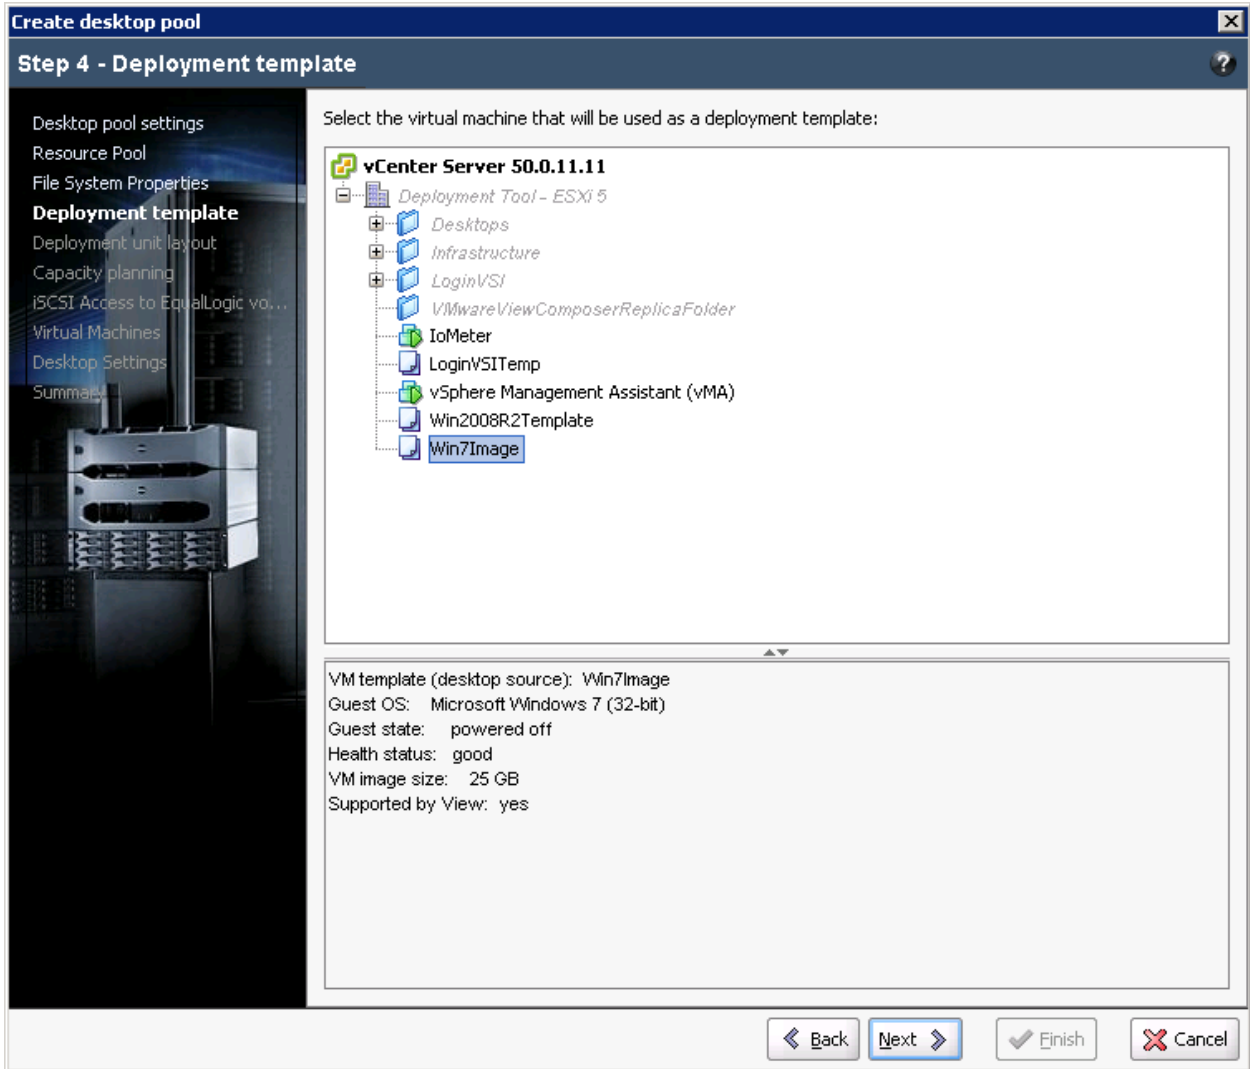 Create desktop pool
Step 4 - Deployment template
Desktop pool settings
Resource Pool
File System Properties
Deployment template
Deployment unit layout
Capacity planning
iSCSI Access to EqualLogic vo...
Virtual Machines
Desktop Settings
Summary
Select the virtual machine that will be used as a deployment template:
vCenter Server 50.0.11.11
Deployment Tool - ESXi 5
Desktops
Infrastructure
LoginVSI
VMwareViewComposerReplicaFolder
IoMeter
LoginVSITemp
vSphere Management Assistant (vMA)
Win2008R2Template
Win7Image
VM template (desktop source): Win7Image
Guest OS: Microsoft Windows 7 (32-bit)
Guest state: powered off
Health status: good
VM image size: 25 GB
Supported by View: yes
Back Next Finish Cancel